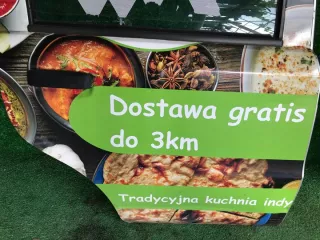 Dostawa gratis
do 3km
Tradycyjna kuchnia indy